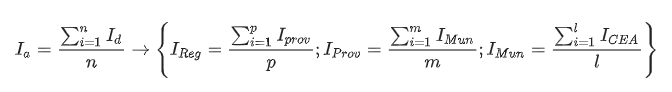 I_a = \frac{\sum_{i=1}^{n} I_d}{n} \rightarrow \left\{ I_{Reg} = \frac{\sum_{i=1}^{p} I_{prov}}{p} ; I_{Prov} = \frac{\sum_{i=1}^{m} I_{Mun}}{m} ; I_{Mun} = \frac{\sum_{i=1}^{l} I_{CEA}}{l} \right\}